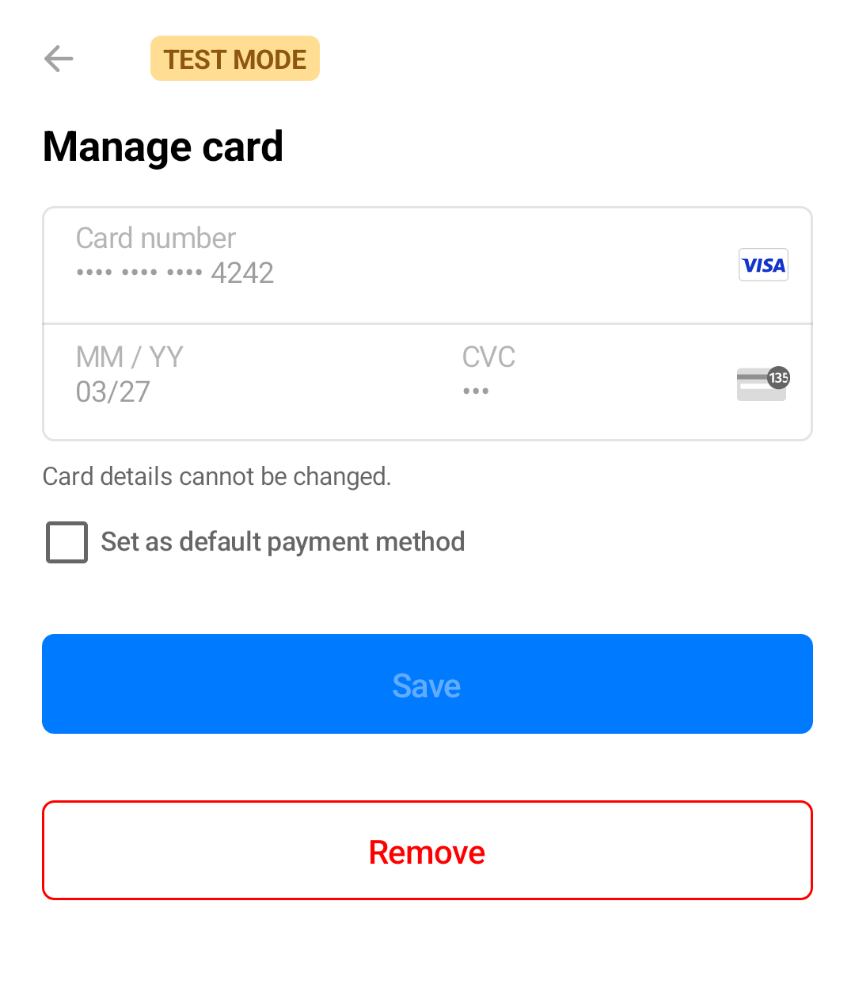 TEST MODE
Manage card
Card number
•••• •••• •••• 4242
VISA
MM / YY
CVC
03/27
•••
135
Card details cannot be changed.
Set as default payment method
Save
Remove